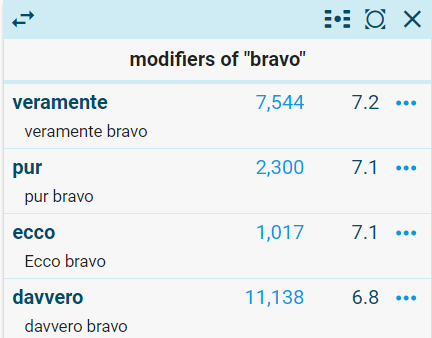 modifiers of "bravo"
veramente 7,544 7.2
veramente bravo
pur 2,300 7.1
pur bravo
ecco 1,017 7.1
Ecco bravo
davvero 11,138 6.8
davvero bravo